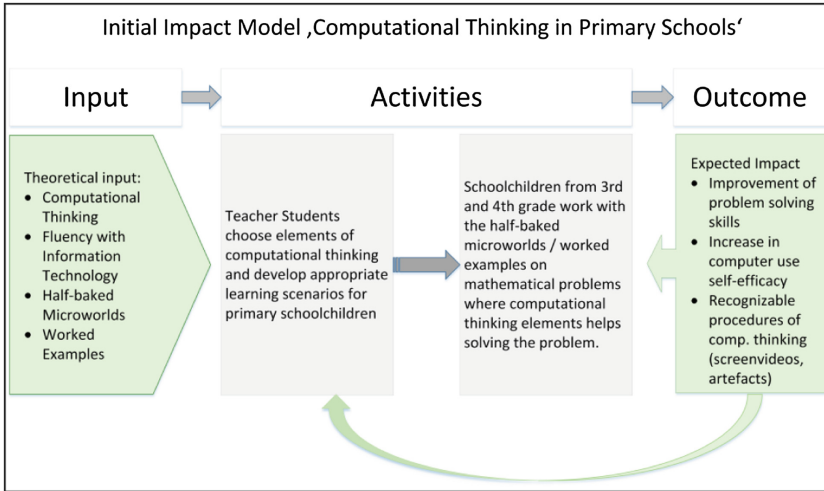 Initial Impact Model ‚Computational Thinking in Primary Schools‘
Input
Activities
Outcome
Theoretical input:
• Computational
Thinking
• Fluency with
Information
Technology
• Half-baked
Microworlds
• Worked
Examples
Teacher Students
choose elements of
computational thinking
and develop appropriate
learning scenarios for
primary schoolchildren
Schoolchildren from 3rd
and 4th grade work with
the half-baked
microworlds / worked
examples on
mathematical problems
where computational
thinking elements helps
solving the problem.
Expected Impact
• Improvement of
problem solving
skills
• Increase in
computer use
self-efficacy
• Recognizable
procedures of
comp. thinking
(screenvideos,
artefacts)